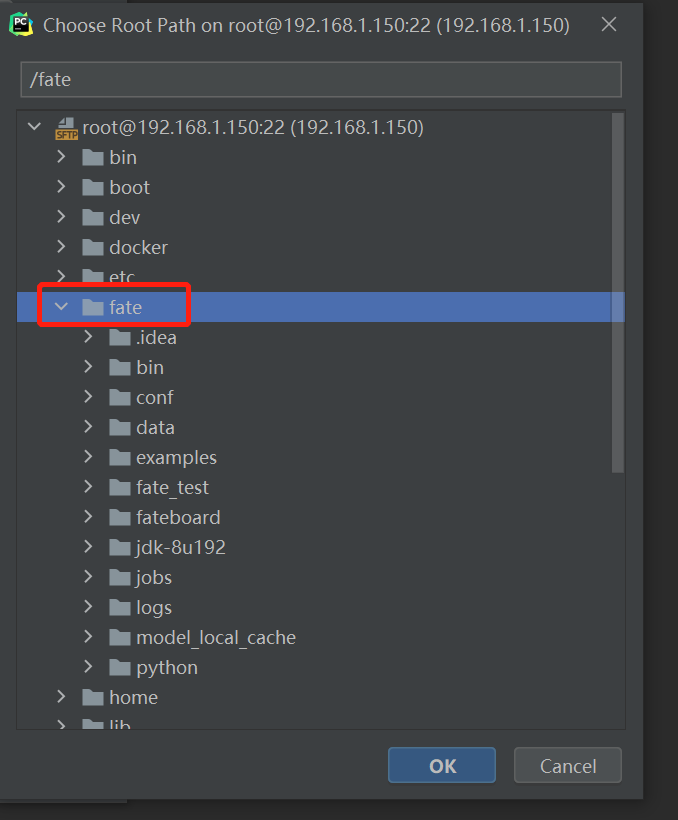 Choose Root Path on root@192.168.1.150:22 (192.168.1.150)
/fate
root@192.168.1.150:22 (192.168.1.150)
bin
boot
dev
docker
etc
fate
.idea
bin
conf
data
examples
fate_test
fateboard
jdk-8u192
jobs
logs
model_local_cache
python
home
lib
OK
Cancel